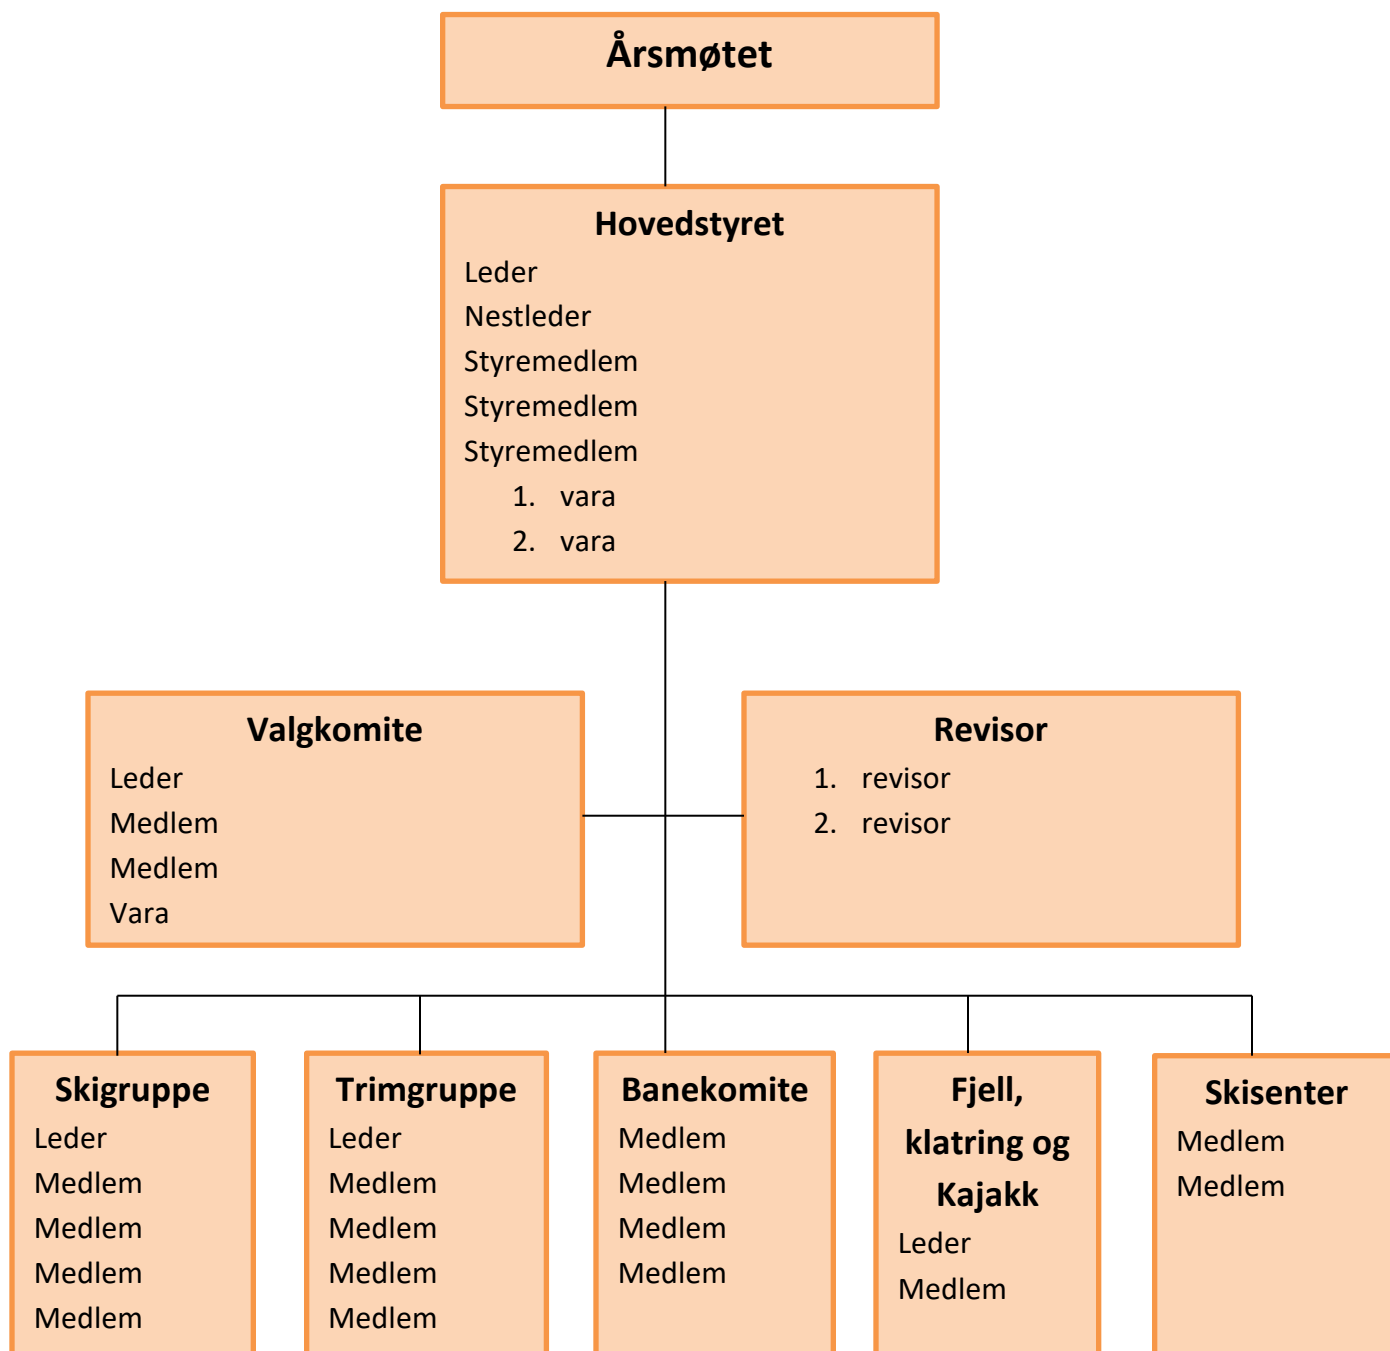 Årsmøtet
Hovedstyret
Leder
Nestleder
Styremedlem
Styremedlem
Styremedlem
1. vara
2. vara
Valgkomite
Leder
Medlem
Medlem
Vara
Revisor
1. revisor
2. revisor
Skigruppe
Leder
Medlem
Medlem
Medlem
Medlem
Trimgruppe
Leder
Medlem
Medlem
Medlem
Medlem
Banekomite
Medlem
Medlem
Medlem
Medlem
Fjell,
klatring og
Kajakk
Leder
Medlem
Skisenter
Medlem
Medlem